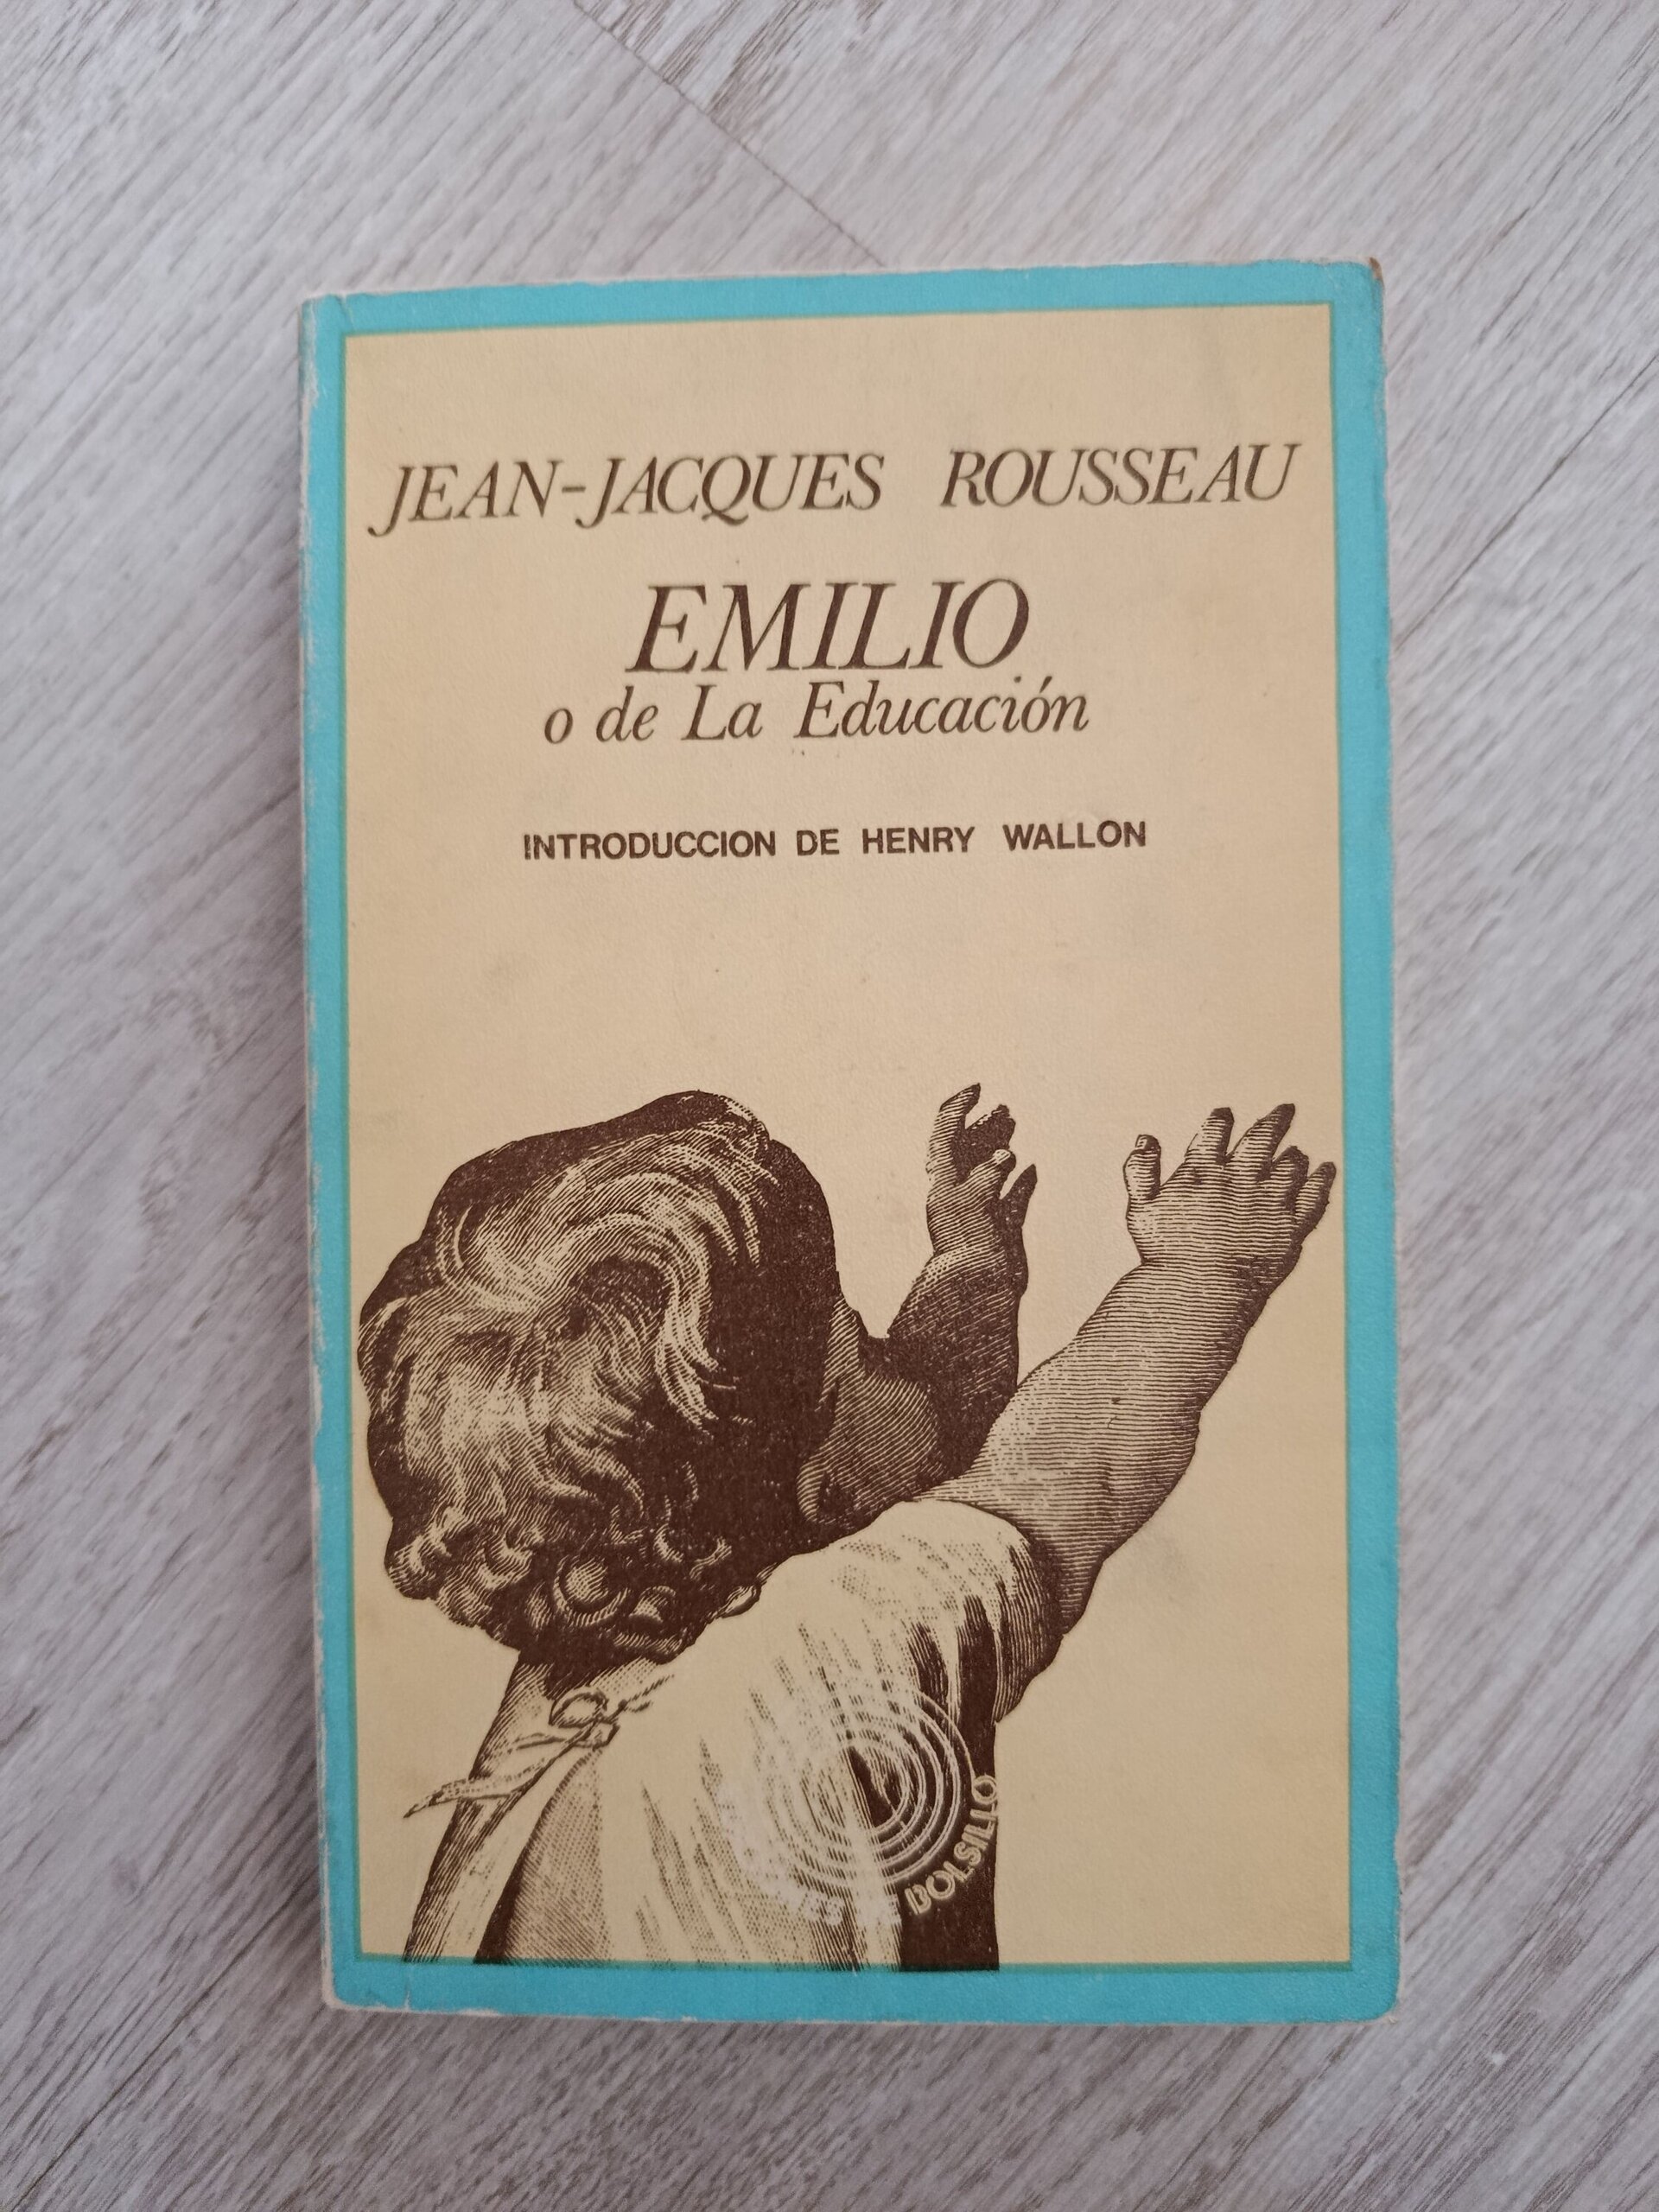 JEAN-JACQUES ROUSSEAU
EMILIO
o de La Educación
INTRODUCCION DE HENRY WALLON
BOLSILLO